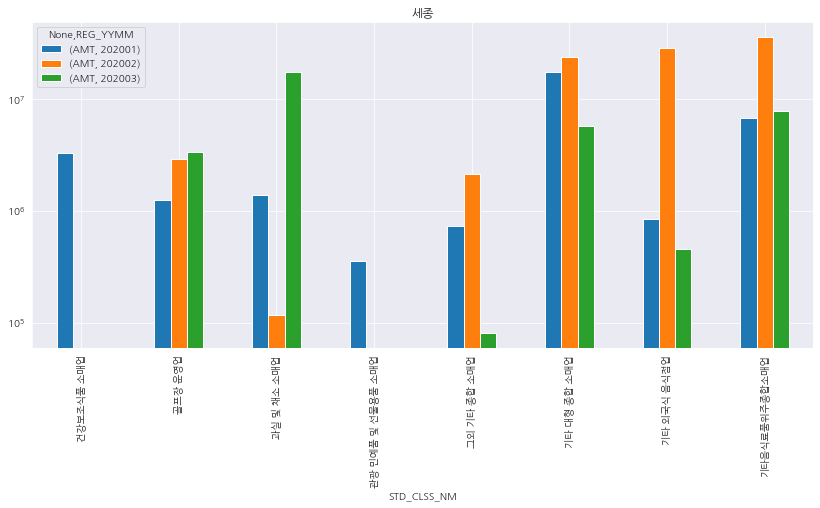 세종
None,REG_YYMM
(AMT, 202001)
(AMT, 202002)
(AMT, 202003)
10⁷
10⁶
10⁵
건강보조식품 소매업
골프장 운영업
과실 및 채소 소매업
관광 민예품 및 선물용품 소매업
그외 기타 종합 소매업
기타 대형 종합 소매업
기타 외국식 음식점업
기타음식료품위주종합소매업
STD_CLSS_NM